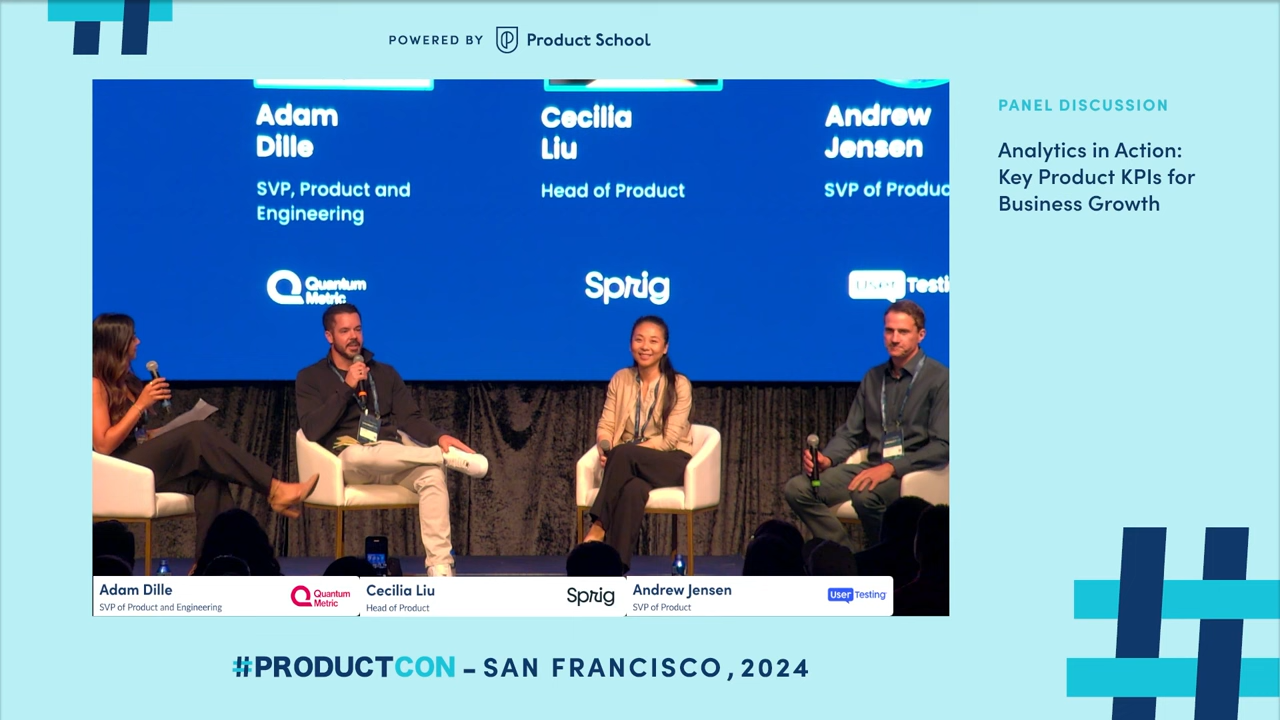 POWERED BY Product School
PANEL DISCUSSION
Analytics in Action:
Key Product KPIs for
Business Growth
Adam
Dille
SVP, Product and
Engineering
Quantum
Metric
Cecilia
Liu
Head of Product
Sprig
Andrew
Jensen
SVP of Produc
User Testi
Adam Dille
SVP of Product and Engineering
Quantum
Metric
Cecilia Liu
Head of Product
Sprig
Andrew Jensen
SVP of Product
UserTesting
#PRODUCTCON – SAN FRANCISCO, 2024